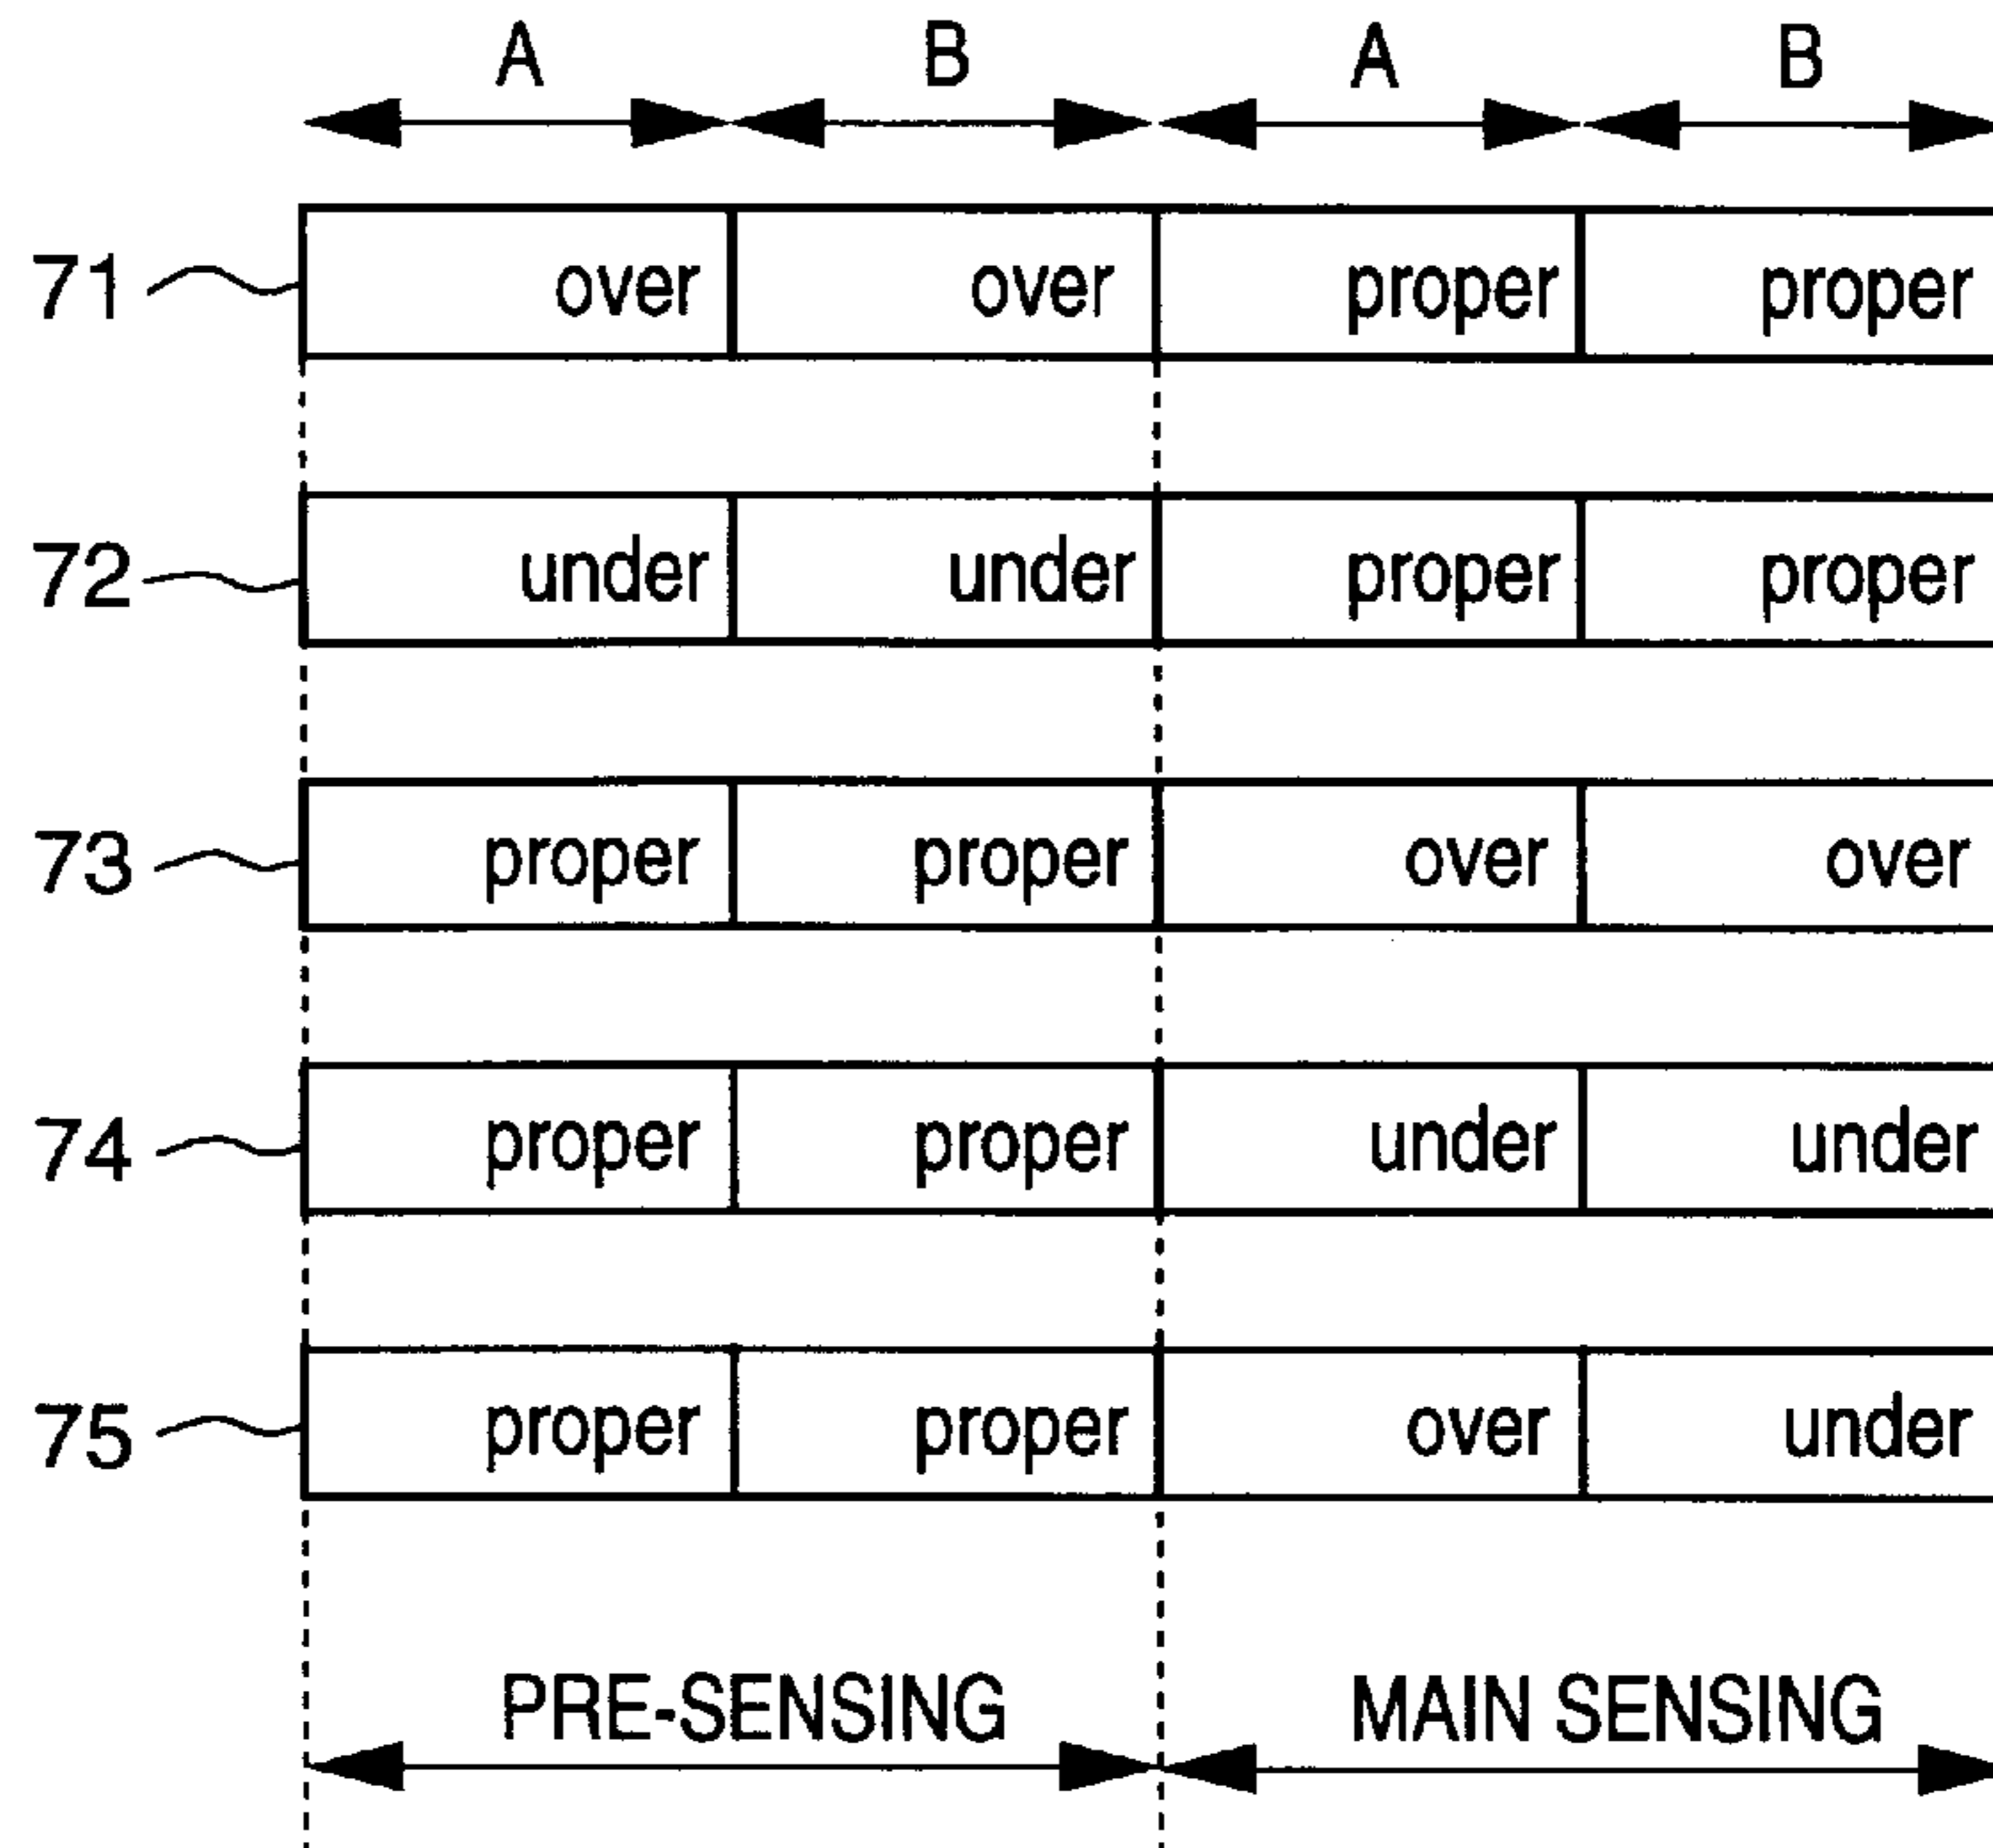 A B A B
71 over over proper proper
72 under under proper proper
73 proper proper over over
74 proper proper under under
75 proper proper over under
PRE-SENSING MAIN SENSING